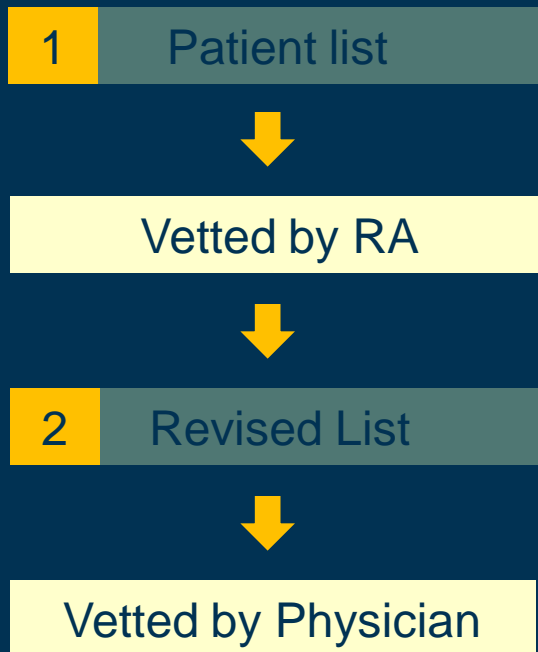 1 Patient list
Vetted by RA
2 Revised List
Vetted by Physician